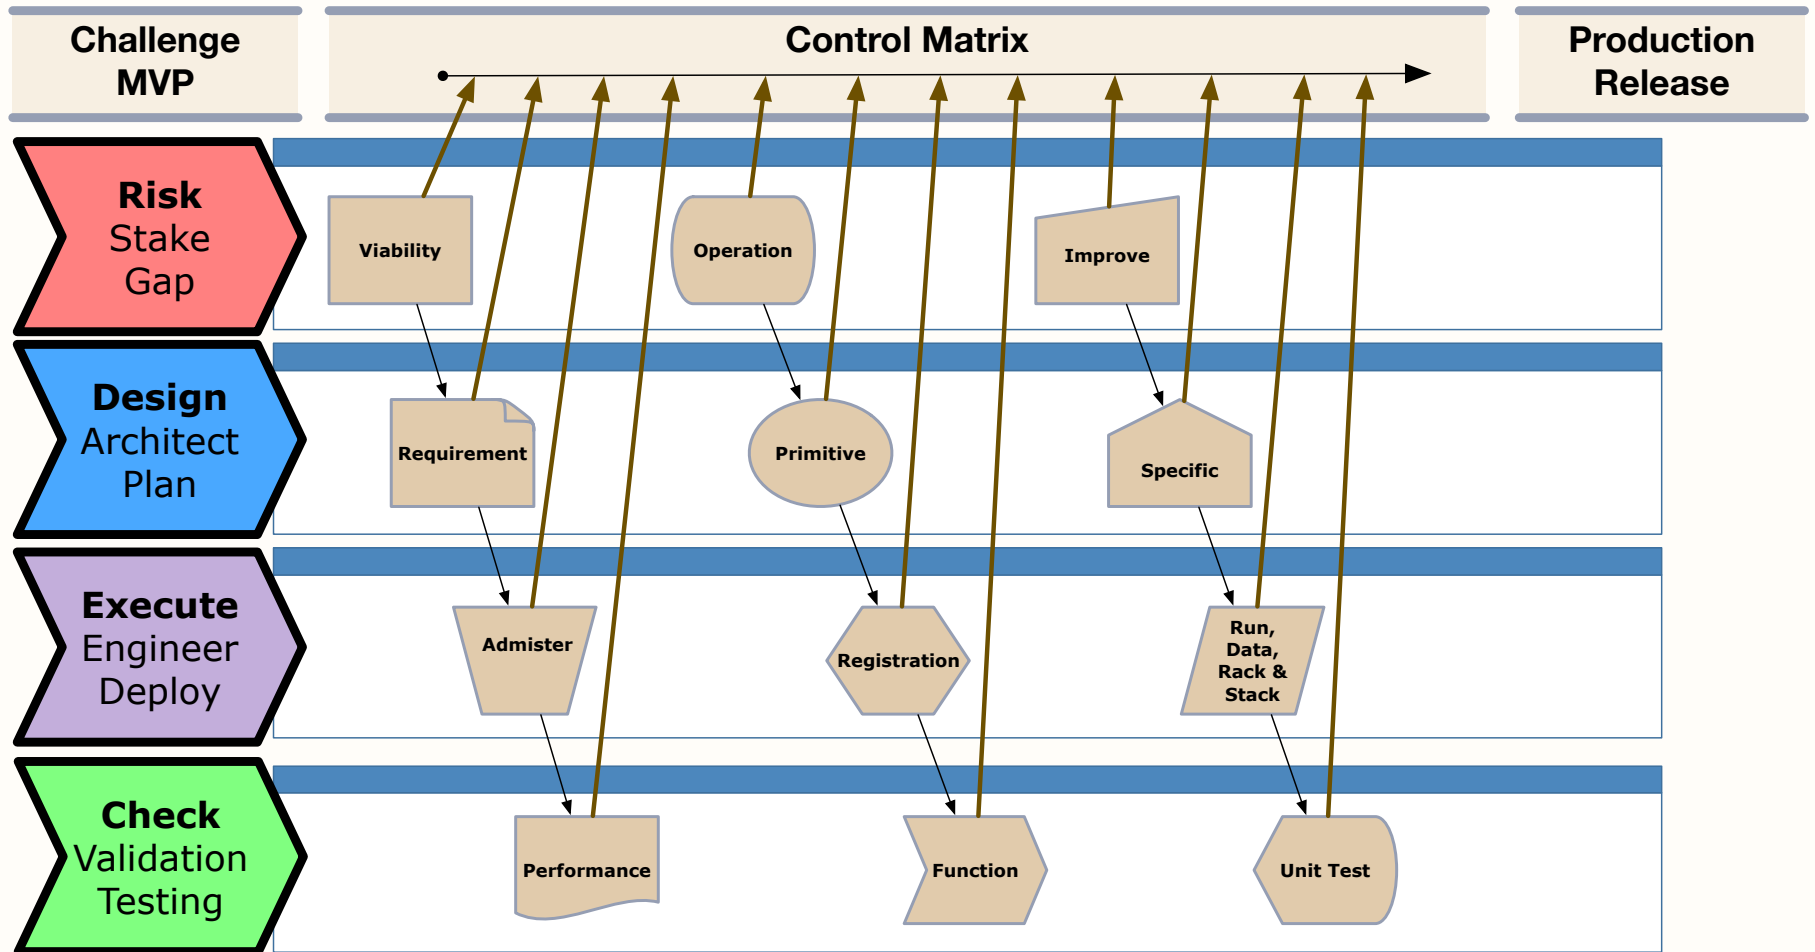 Challenge
MVP
Control Matrix
Production
Release
Risk
Stake
Gap
Viability
Operation
Improve
Design
Architect
Plan
Requirement
Primitive
Specific
Execute
Engineer
Deploy
Admister
Registration
Run,
Data,
Rack &
Stack
Check
Validation
Testing
Performance
Function
Unit Test